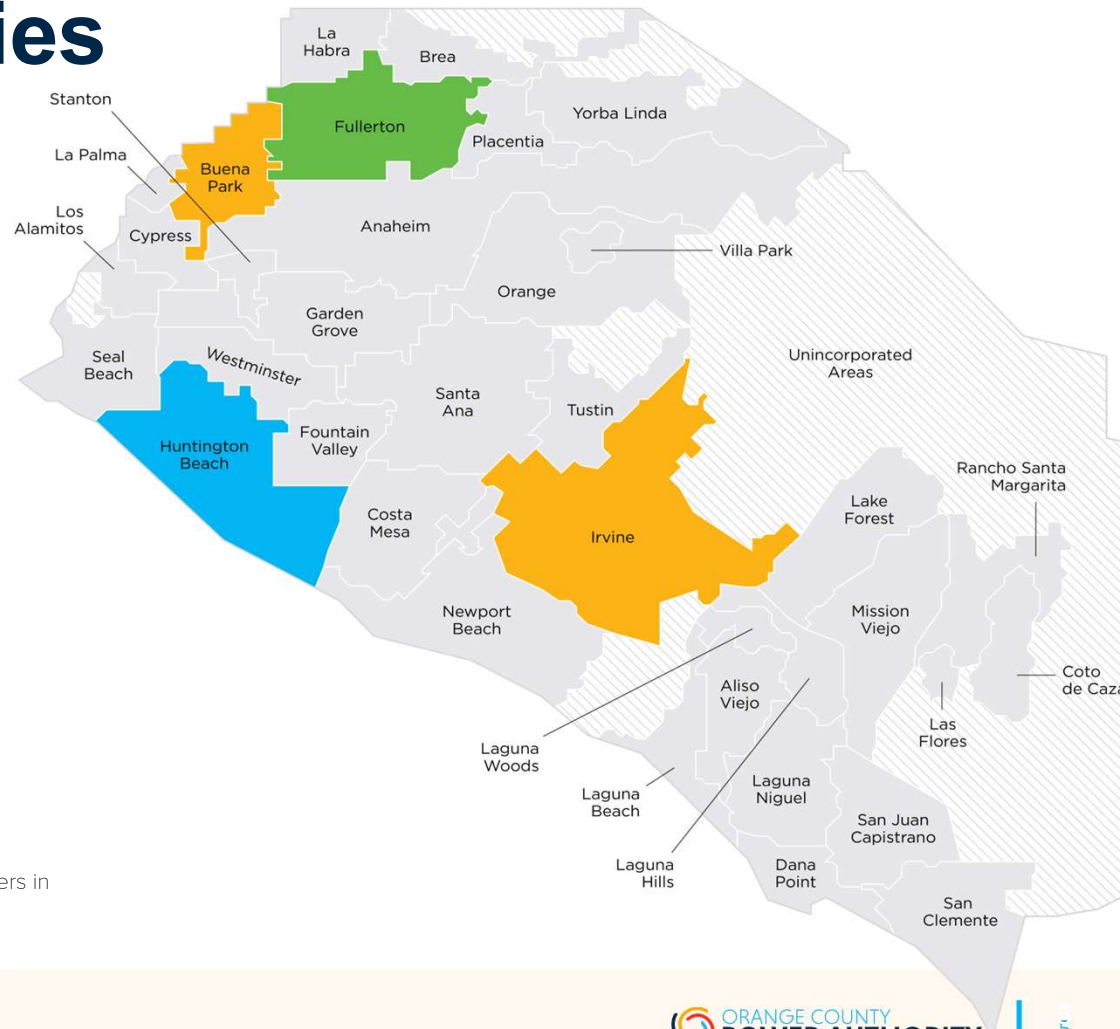 ies
La
Habra
Brea
Stanton
Fullerton
Yorba Linda
Placentia
La Palma
Buena
Park
Los
Alamitos
Cypress
Anaheim
Villa Park
Orange
Garden
Grove
Unincorporated
Areas
Seal
Beach
Westminster
Santa
Ana
Tustin
Huntington
Beach
Fountain
Valley
Rancho Santa
Margarita
Lake
Forest
Costa
Mesa
Irvine
Newport
Beach
Mission
Viejo
Coto
de Caza
Aliso
Viejo
Las
Flores
Laguna
Woods
Laguna
Beach
Laguna
Niguel
San Juan
Capistrano
Laguna
Hills
Dana
Point
ers in
San
Clemente
ORANGE COUNTY
POWER AUTHORITY